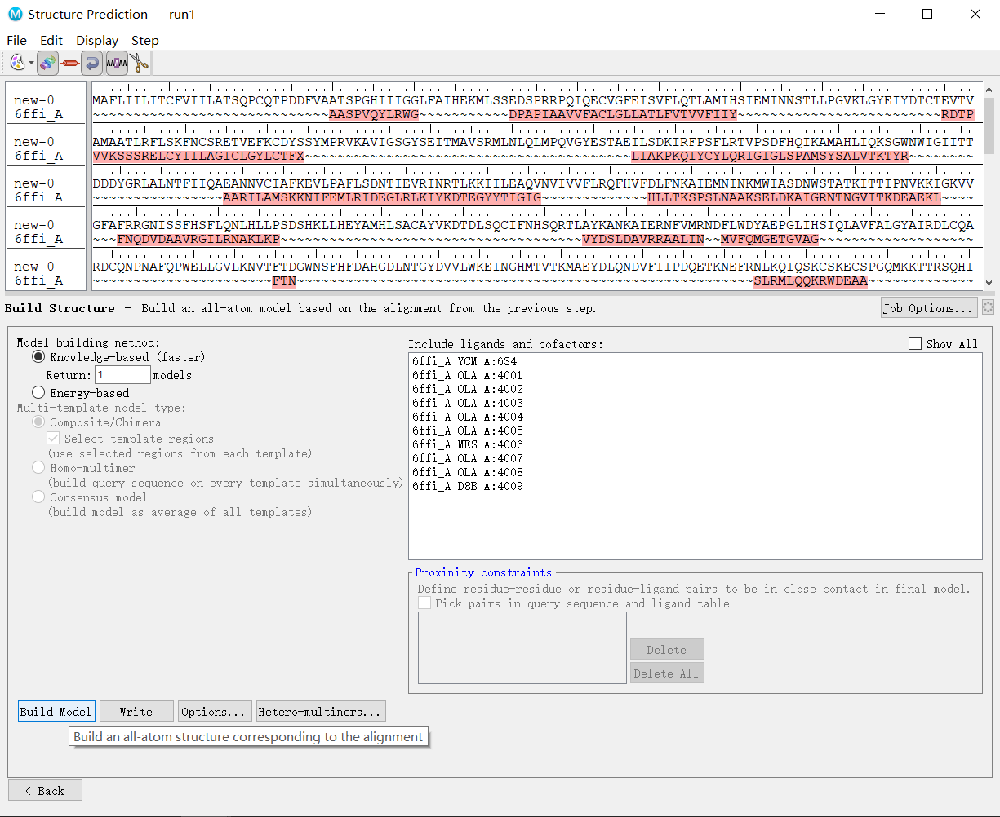 Structure Prediction --- run1
File Edit Display Step
new-0 MAFLIILITCFVIILATSQPCQTPDDFVAATSPGHIIIGGLFAIHEKMLSSEDSPRRPQIQECVGFEISVFLQTLAMIHSIEMINNSTLLPGVKLGYEIYDTCTEVTV
6ffi_A ~~~~~~~~~~~~~~~~~~~~~~~~~~~~~AASPVQYLRWG~~~~~~~~~~~DPAPIAAVVFACLGLLATLFVTVVFIIY~~~~~~~~~~~~~~~~~~~~~~~~~RDTP
new-0 AMAATLRFLSKFNCSRETVEFKCDYSSYMPRVKAVIGSGYSEITMAVSRMLNLQLMPQVGYESTAEILSDKIRFPSFLRTVPSDFHQIKAMAHLIQKSGWNWIGIITT
6ffi_A VVKSSSRELCYIILAGICLGYLCTFX~~~~~~~~~~~~~~~~~~~~~~~~~~~~~~~~~~~~~~~~LIAKPKQIYCYLQRIGIGLSPAMSYSALVTKTYR~~~~~~~~
new-0 DDDYGRLALNTFIIQAEANNVCIAFKEVLPAFLSDNTIEVRINRTLKKIILEAQVNVIVVFLRQFHVFDLFNKAIEMNINKMWIASDNWSTATKITTIPNVKKIGKVV
6ffi_A ~~~~~~~~~~~~~~~~AARILAMSKKNIFEMLRIDEGLRLKIYKDTEGYYTIGIG~~~~~~~~~~~~~HLLTKSPSLNAAKSELDKAIGRNTNGVITKDEAEKL~~~~
new-0 GFAFRRGNISSFHSFLQNLHLLPSDSHKLLHEYAMHLSACAYVKDTDLSQCIFNHSQRTLAYKANKAIERNFVMRNDFLWDYAEPGLIHSIQLAVFALGYAIRDLCQA
6ffi_A ~~~FNQDVDAAVRGILRNAKLKP~~~~~~~~~~~~~~~~~~~~~~~~~~~~~~~~~~~~~VYDSLDAVRRAALIN~~MVFQMGETGVAG~~~~~~~~~~~~~~~~~~~
new-0 RDCQNPNAFQPWELLGVLKNVTFTDGWNSFHFDAHGDLNTGYDVVLWKEINGHMTVTKMAEYDLQNDVFIIPDQETKNEFRNLKQIQSKCSKECSPGQMKKTTRSQHI
6ffi_A ~~~~~~~~~~~~~~~~~~~~~~FTN~~~~~~~~~~~~~~~~~~~~~~~~~~~~~~~~~~~~~~~~~~~~~~~~~~~~~~~~SLRMLQQKRWDEAA~~~~~~~~~~~~~
Build Structure - Build an all-atom model based on the alignment from the previous step.
Job Options...
Model building method:
Knowledge-based (faster)
Return: 1 models
Energy-based
Multi-template model type:
Composite/Chimera
Select template regions
(use selected regions from each template)
Homo-multimer
(build query sequence on every template simultaneously)
Consensus model
(build model as average of all templates)
Include ligands and cofactors:
Show All
6ffi_A YCM A:634
6ffi_A OLA A:4001
6ffi_A OLA A:4002
6ffi_A OLA A:4003
6ffi_A OLA A:4004
6ffi_A OLA A:4005
6ffi_A MES A:4006
6ffi_A OLA A:4007
6ffi_A OLA A:4008
6ffi_A D8B A:4009
Proximity constraints
Define residue-residue or residue-ligand pairs to be in close contact in final model.
Pick pairs in query sequence and ligand table
Delete
Delete All
Build Model Write Options... Hetero-multimers...
Build an all-atom structure corresponding to the alignment
< Back